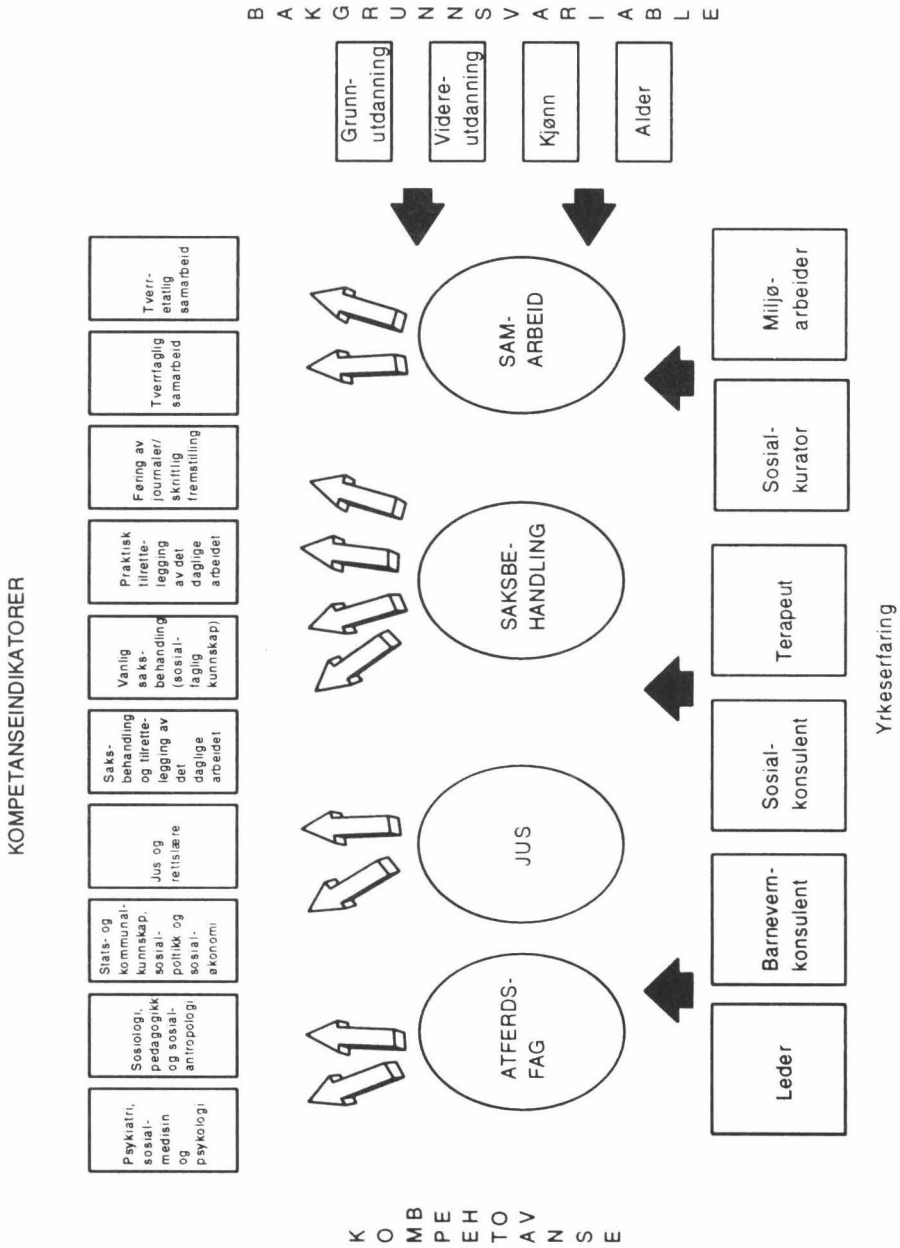 KOMPETANSEINDIKATORER
Psykiatri,
sosial-
medisin
og
psykologi
Sosiologi,
pedagogikk
og sosial-
antropologi
Stats- og
kommunal-
kunnskap,
sosial-
poltikk og
sosial-
økonomi
Jus og
rettslære
Saks-
behandling
og tilrette-
legging av
det
daglige
arbeidet
Vanlig
saks-
behandling
(sosial-
faglig
kunnskap)
Praktisk
tilrette-
legging
av det
daglige
arbeidet
Føring av
journaler/
skriftlig
fremstilling
Tverrfaglig
samarbeid
Tverr-
etatlig
samarbeid
K O M P E T A N S E
B E H O V
ATFERDS-
FAG
JUS
SAKSBE-
HANDLING
SAM-
ARBEID
Grunn-
utdanning
Videre-
utdanning
Kjønn
Alder
B A K G R U N N S V A R I A B L E
Leder
Barnevern-
konsulent
Sosial-
konsulent
Terapeut
Sosial-
kurator
Miljø-
arbeider
Yrkeserfaring